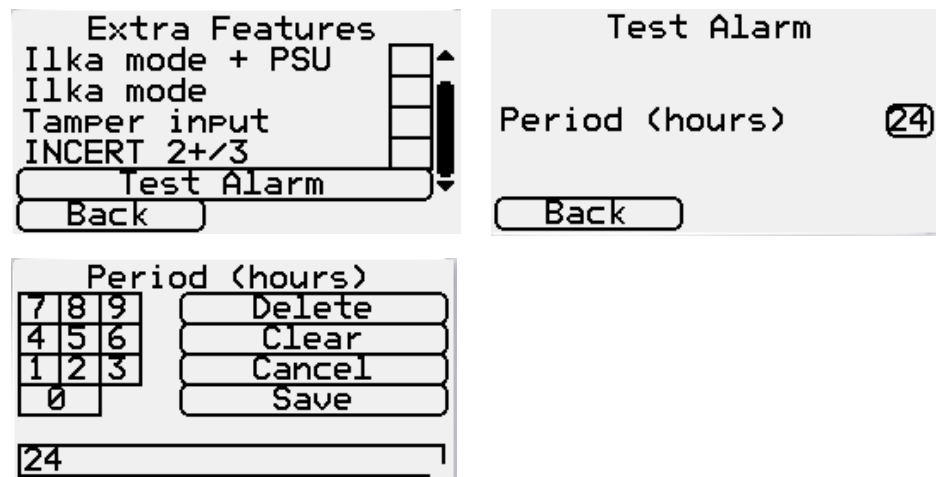 Extra Features
Ilka mode + PSU
Ilka mode
Tamper input
INCERT 2+/3
Test Alarm
Back
Test Alarm
Period (hours) 24
Back
Period (hours)
7 8 9 Delete
4 5 6 Clear
1 2 3 Cancel
0 Save
24